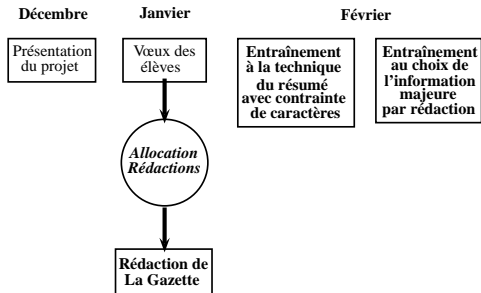 Décembre
Janvier
Février
Présentation
du projet
Vœux des
élèves
Entraînement
à la technique
du résumé
avec contrainte
de caractères
Entraînement
au choix de
l'information
majeure
par rédaction
Allocation
Rédactions
Rédaction de
La Gazette